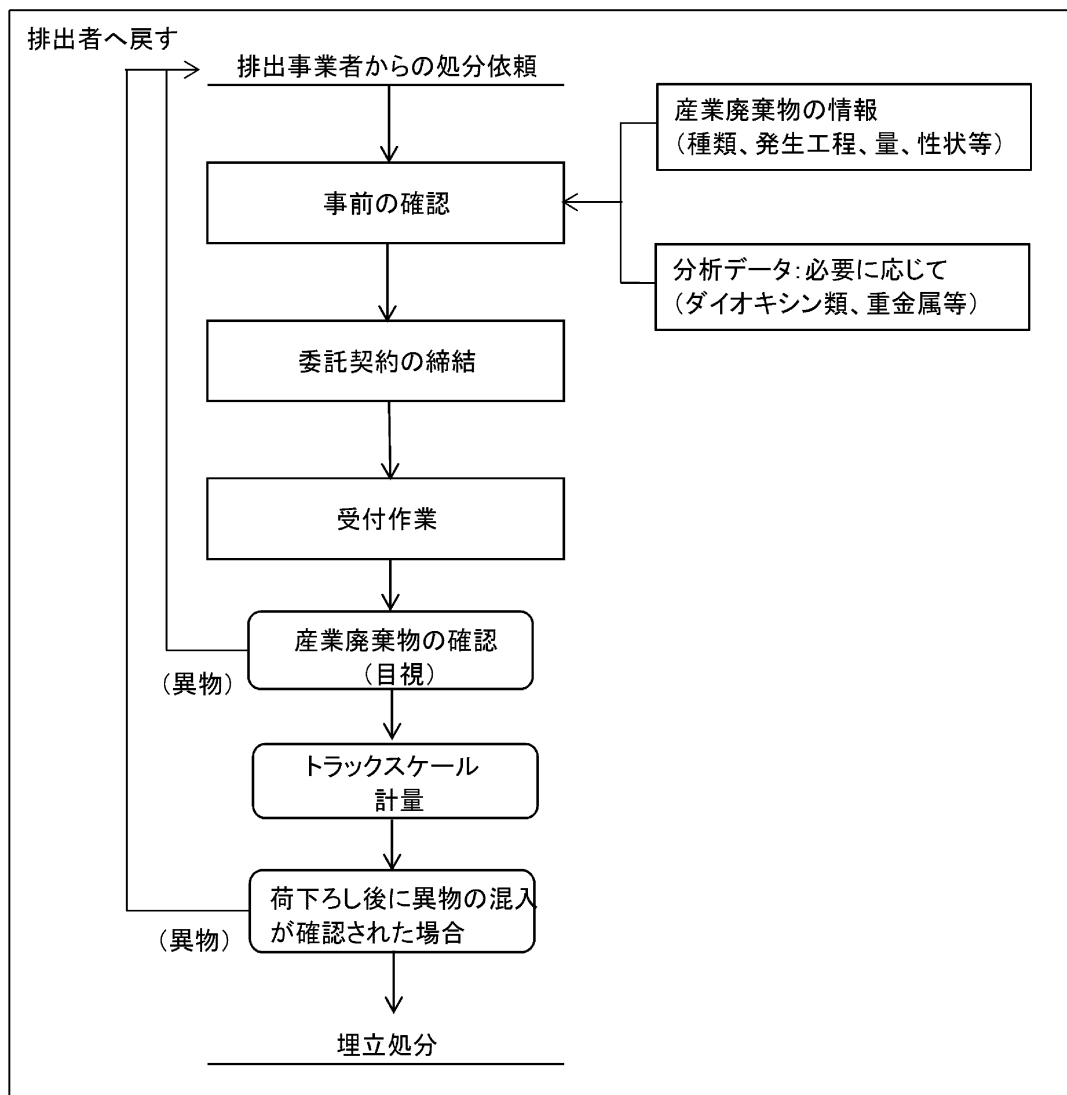 排出者へ戻す
排出事業者からの処分依頼
産業廃棄物の情報
（種類、発生工程、量、性状等）
事前の確認
分析データ：必要に応じて
（ダイオキシン類、重金属等）
委託契約の締結
受付作業
産業廃棄物の確認
（目視）
（異物）
トラックスケール
計量
荷下ろし後に異物の混入
が確認された場合
（異物）
埋立処分